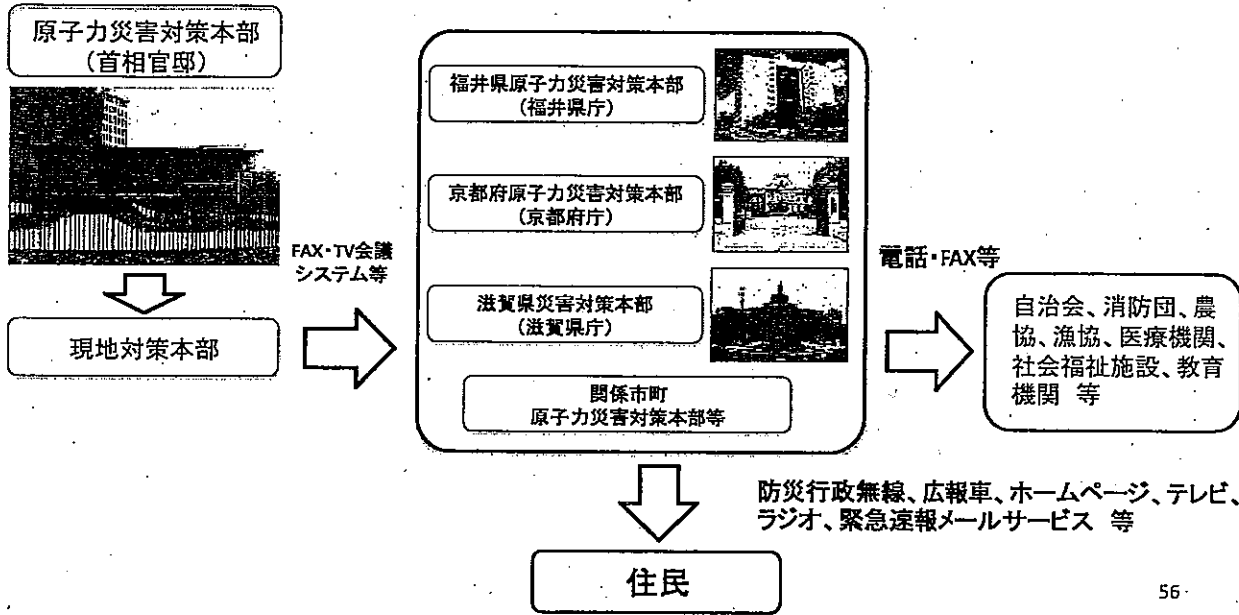 原子力災害対策本部
(首相官邸)
現地対策本部
FAX・TV会議
システム等
福井県原子力災害対策本部
(福井県庁)
京都府原子力災害対策本部
(京都府庁)
滋賀県災害対策本部
(滋賀県庁)
関係市町
原子力災害対策本部等
電話・FAX等
自治会、消防団、農
協、漁協、医療機関、
社会福祉施設、教育
機関 等
防災行政無線、広報車、ホームページ、テレビ、
ラジオ、緊急速報メールサービス 等
住民
56